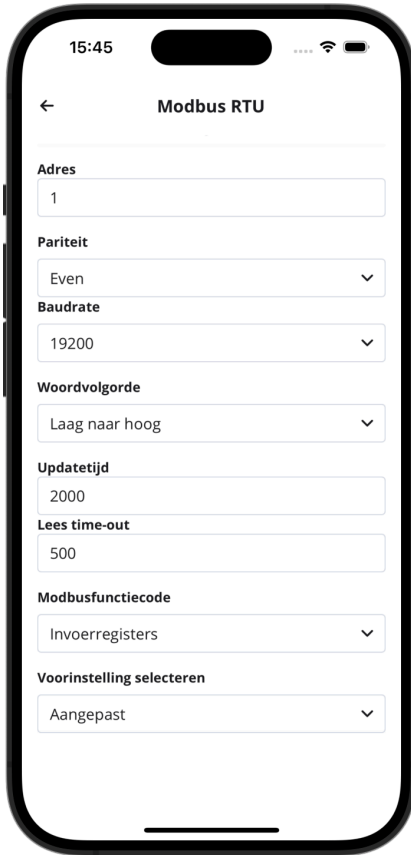 15:45
Modbus RTU
Adres
1
Pariteit
Even
Baudrate
19200
Woordvolgorde
Laag naar hoog
Updatetijd
2000
Lees time-out
500
Modbusfunctiecode
Invoerregisters
Voorinstelling selecteren
Aangepast